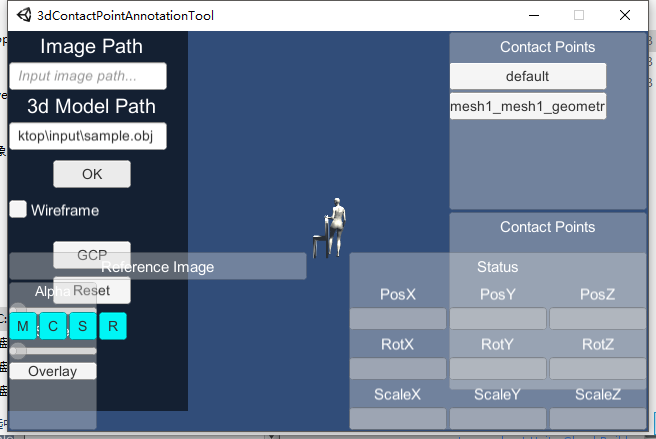 3dContactPointAnnotationTool
Image Path
Input image path...
3d Model Path
ktop\input\sample.obj
OK
Wireframe
GCP
Reference Image
Alpha
Reset
M C S R
Overlay
Contact Points
default
mesh1_mesh1_geometr
Contact Points
Status
PosX PosY PosZ
RotX RotY RotZ
ScaleX ScaleY ScaleZ